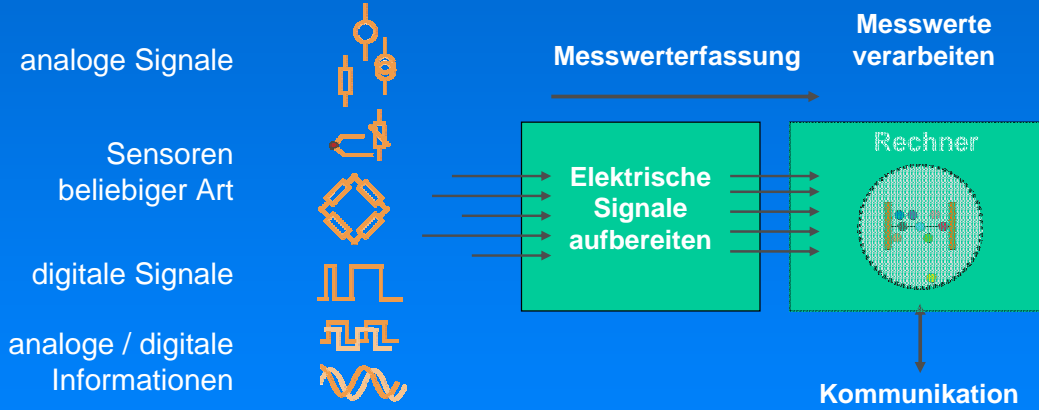 analoge Signale
Sensoren
beliebiger Art
digitale Signale
analoge / digitale
Informationen
Messwerterfassung
Messwerte
verarbeiten
Elektrische
Signale
aufbereiten
Rechner
Kommunikation